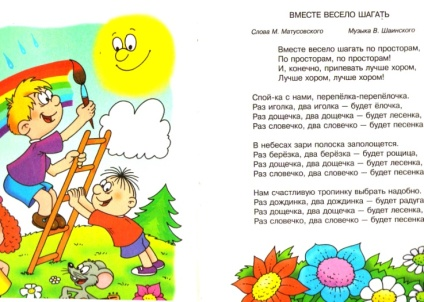 ВМЕСТЕ ВЕСЕЛО ШАГАТЬ
Слова М. Матусовского Музыка В. Шаинского
Вместе весело шагать по просторам,
По просторам, по просторам!
И, конечно, припевать лучше хором,
Лучше хором, лучше хором!
Спой-ка с нами, перепёлка-перепёлочка.
Раз иголка, два иголка — будет ёлочка,
Раз дощечка, два дощечка — будет лесенка,
Раз словечко, два словечко — будет песенка.
В небесах зари полоска заполощется.
Раз берёзка, два берёзка — будет рощица,
Раз дощечка, два дощечка — будет лесенка,
Раз словечко, два словечко — будет песенка.
Нам счастливую тропинку выбрать надобно.
Раз дождинка, два дождинка — будет радуга,
Раз дощечка, два дощечка — будет лесенка,
Раз словечко, два словечко — будет песенка.